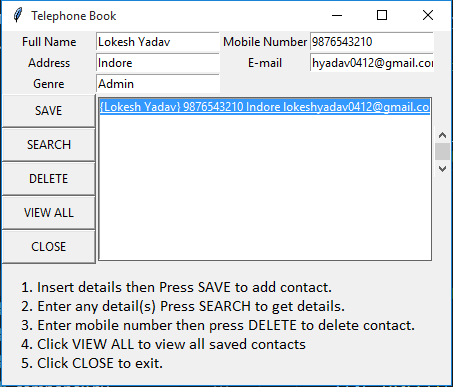 Telephone Book
Full Name Lokesh Yadav Mobile Number 9876543210
Address Indore E-mail hyadav0412@gmail.co
Genre Admin
SAVE
{Lokesh Yadav} 9876543210 Indore lokeshyadav0412@gmail.co
SEARCH
DELETE
VIEW ALL
CLOSE
1. Insert details then Press SAVE to add contact.
2. Enter any detail(s) Press SEARCH to get details.
3. Enter mobile number then press DELETE to delete contact.
4. Click VIEW ALL to view all saved contacts
5. Click CLOSE to exit.